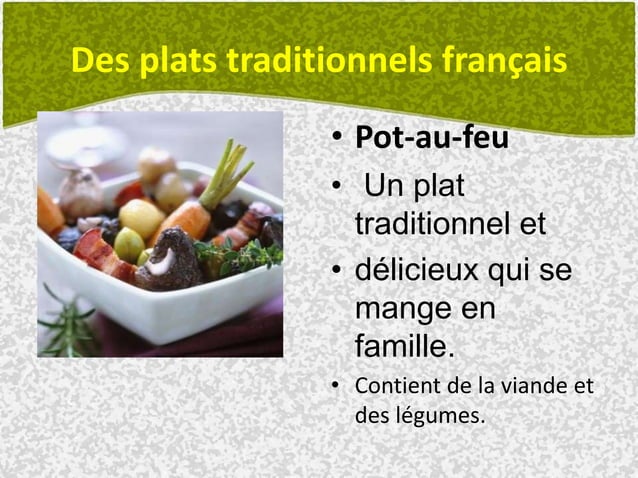 Des plats traditionnels français
• Pot-au-feu
• Un plat
traditionnel et
• délicieux qui se
mange en
famille.
• Contient de la viande et
des légumes.